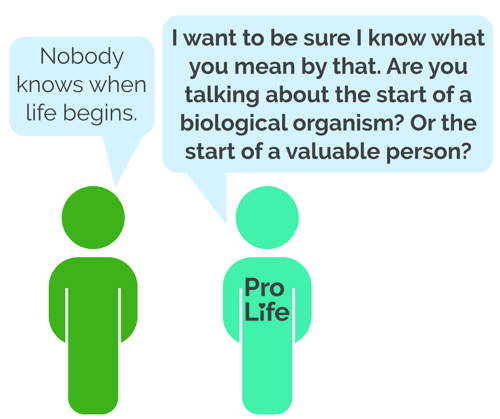 Nobody
knows when
life begins.
I want to be sure I know what
you mean by that. Are you
talking about the start of a
biological organism? Or the
start of a valuable person?
Pro
Life